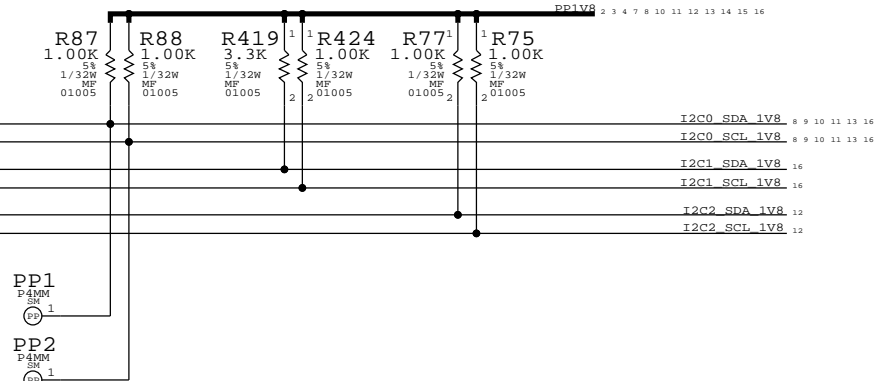 PP1V8 2 3 4 7 8 10 11 12 13 14 15 16
R87
1.00K
5%
1/32W
MF
01005
R88
1.00K
5%
1/32W
MF
01005
R419
3.3K
5%
1/32W
MF
01005
1
2
R424
1.00K
5%
1/32W
MF
01005
1
2
R77
1.00K
5%
1/32W
MF
01005
1
2
R75
1.00K
5%
1/32W
MF
01005
1
2
I2C0_SDA_1V8 8 9 10 11 13 16
I2C0_SCL_1V8 8 9 10 11 13 16
I2C1_SDA_1V8 16
I2C1_SCL_1V8 16
I2C2_SDA_1V8 12
I2C2_SCL_1V8 12
PP1
P4MM
SM
PP 1
PP2
P4MM
SM
PP 1